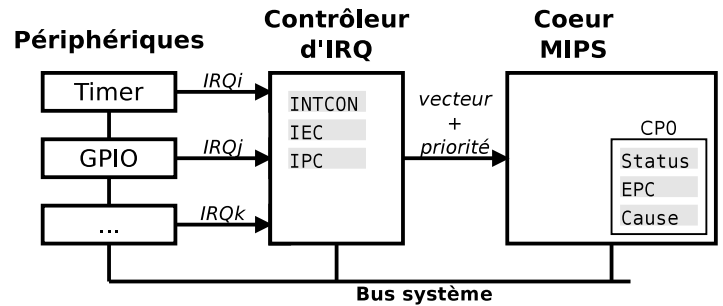 Périphériques
Contrôleur
d'IRQ
Coeur
MIPS
Timer
GPIO
...
IRQi
IRQj
IRQk
INTCON
IEC
IPC
vecteur
+
priorité
CP0
Status
EPC
Cause
Bus système